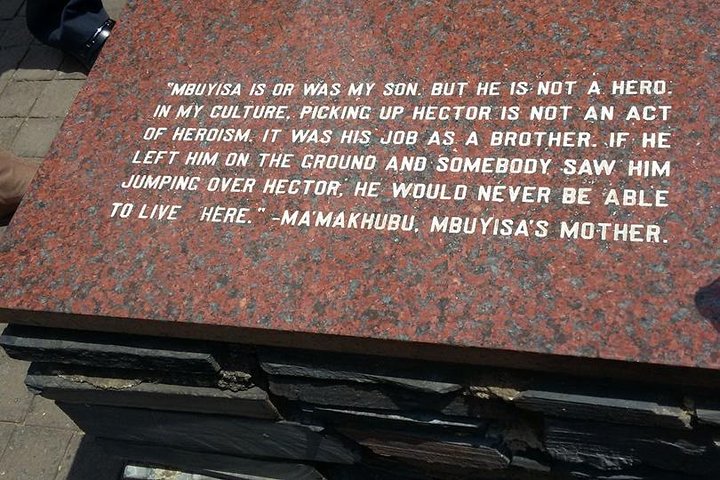 "MBUYISA IS OR WAS MY SON. BUT HE IS NOT A HERO.
IN MY CULTURE, PICKING UP HECTOR IS NOT AN ACT
OF HEROISM. IT WAS HIS JOB AS A BROTHER. IF HE
LEFT HIM ON THE GROUND AND SOMEBODY SAW HIM
JUMPING OVER HECTOR, HE WOULD NEVER BE ABLE
TO LIVE HERE." -MA'MAKHUBU, MBUYISA'S MOTHER.